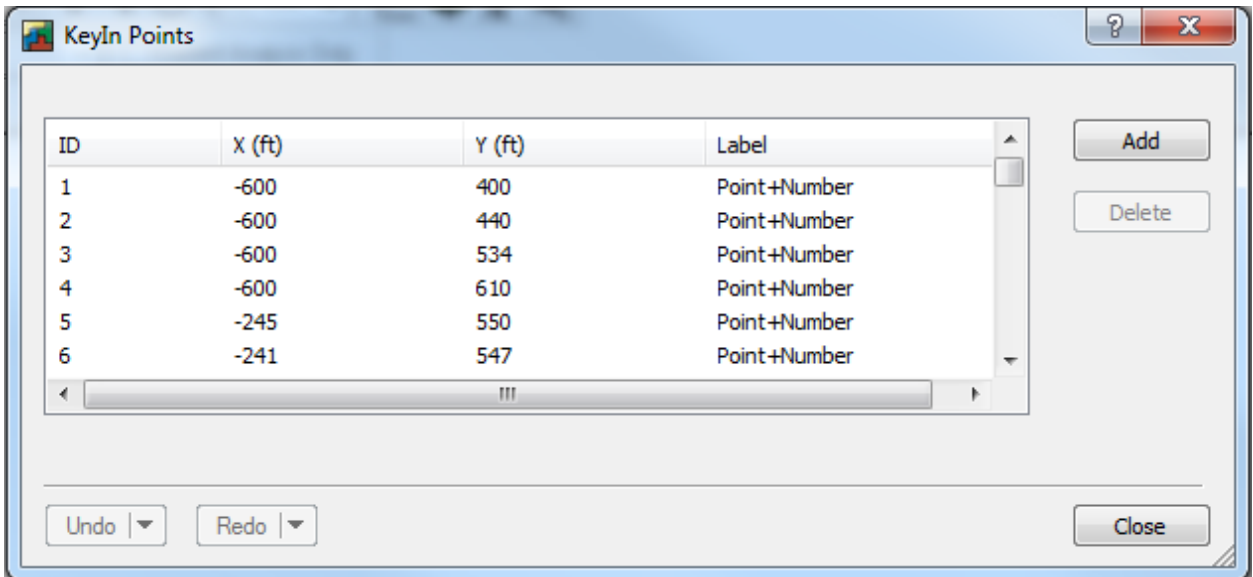 KeyIn Points
?
X
ID X (ft) Y (ft) Label
1 -600 400 Point+Number
2 -600 440 Point+Number
3 -600 534 Point+Number
4 -600 610 Point+Number
5 -245 550 Point+Number
6 -241 547 Point+Number
Add
Delete
Undo
Redo
Close